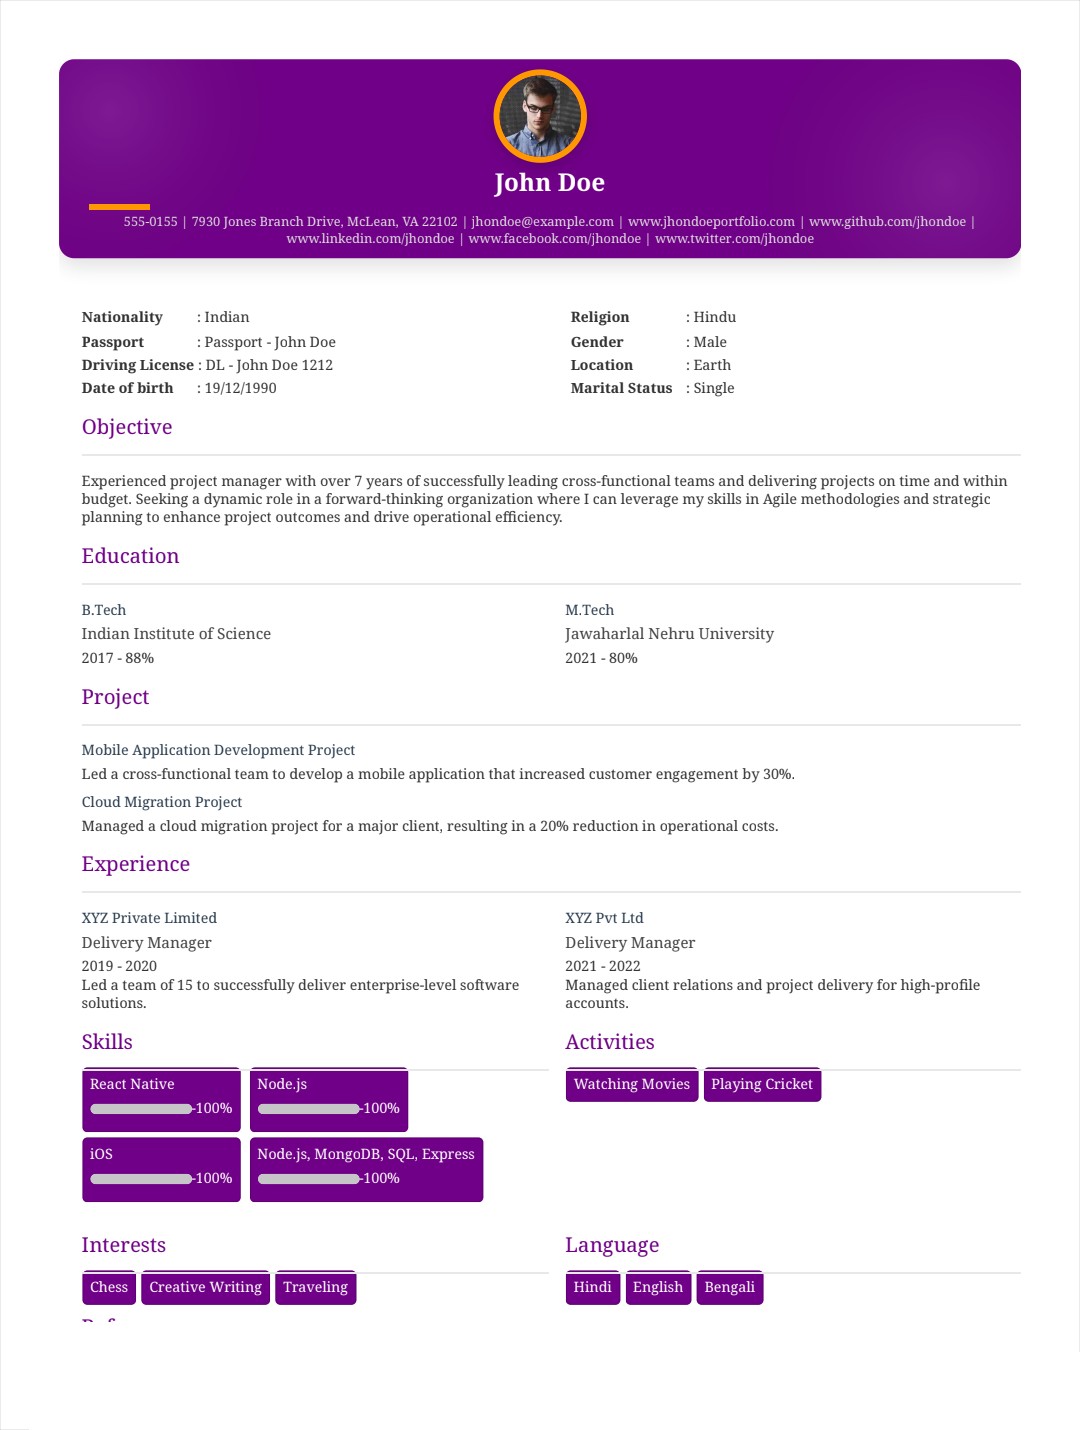 John Doe
555-0155 | 7930 Jones Branch Drive, McLean, VA 22102 | jhondoe@example.com | www.jhondoeportfolio.com | www.github.com/jhondoe |
www.linkedin.com/jhondoe | www.facebook.com/jhondoe | www.twitter.com/jhondoe
Nationality : Indian
Religion : Hindu
Passport : Passport - John Doe
Gender : Male
Driving License : DL - John Doe 1212
Location : Earth
Date of birth : 19/12/1990
Marital Status : Single
Objective
Experienced project manager with over 7 years of successfully leading cross-functional teams and delivering projects on time and within
budget. Seeking a dynamic role in a forward-thinking organization where I can leverage my skills in Agile methodologies and strategic
planning to enhance project outcomes and drive operational efficiency.
Education
B.Tech
Indian Institute of Science
2017 - 88%
M.Tech
Jawaharlal Nehru University
2021 - 80%
Project
Mobile Application Development Project
Led a cross-functional team to develop a mobile application that increased customer engagement by 30%.
Cloud Migration Project
Managed a cloud migration project for a major client, resulting in a 20% reduction in operational costs.
Experience
XYZ Private Limited
Delivery Manager
2019 - 2020
Led a team of 15 to successfully deliver enterprise-level software
solutions.
XYZ Pvt Ltd
Delivery Manager
2021 - 2022
Managed client relations and project delivery for high-profile
accounts.
Skills
React Native
-100%
Node.js
-100%
iOS
-100%
Node.js, MongoDB, SQL, Express
-100%
Activities
Watching Movies
Playing Cricket
Interests
Chess
Creative Writing
Traveling
Language
Hindi
English
Bengali